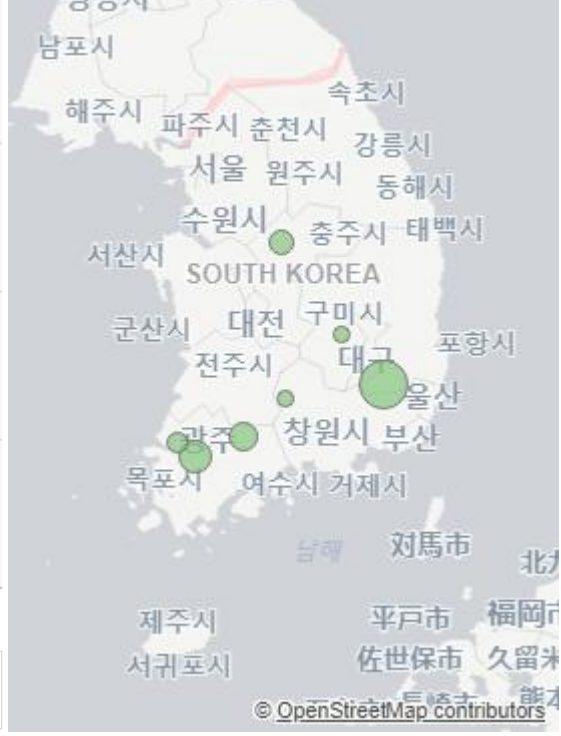 남포시
해주시
속초시
파주시 춘천시
강릉시
서울 원주시
동해시
수원시
충주시 태백시
서산시
SOUTH KOREA
구미시
군산시 대전
포항시
대구
전주시
울산
광주 창원시 부산
목포시
여수시 거제시
남해
対馬市
제주시
平戸市
서귀포시
佐世保市
© OpenStreetMap contributors